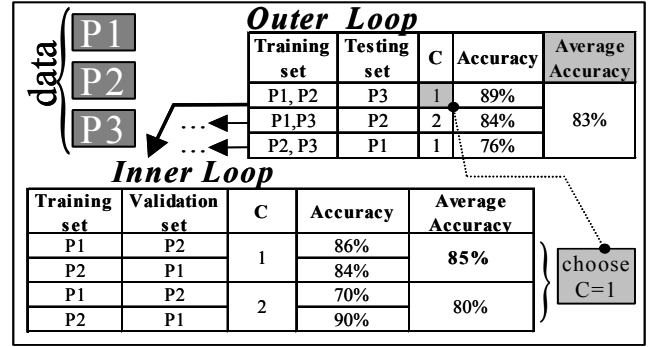 data
P1
P2
P3
Outer Loop
Training set Testing set C Accuracy Average Accuracy
P1, P2 P3 1 89% 83%
P1,P3 P2 2 84%
P2, P3 P1 1 76%
...
...
Inner Loop
Training set Validation set C Accuracy Average Accuracy
P1 P2 1 86% 85%
P2 P1 84%
P1 P2 2 70% 80%
P2 P1 90%
choose
C=1